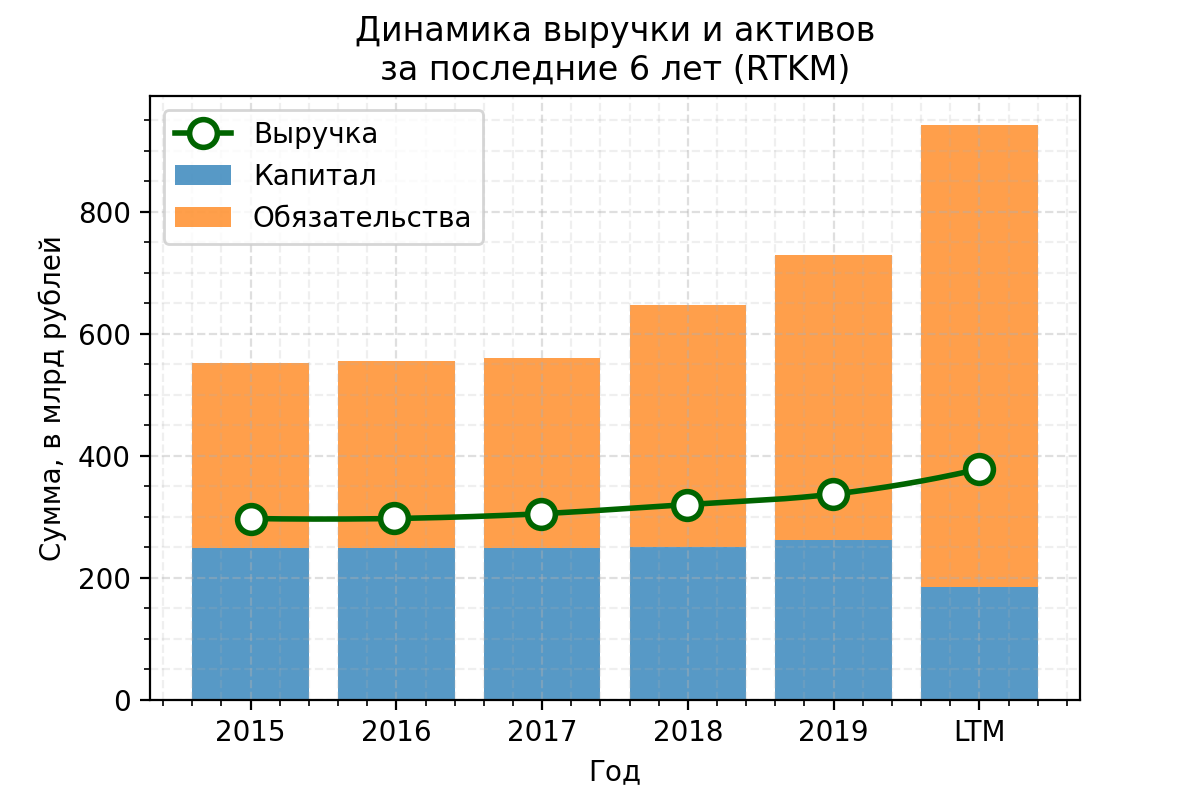 Динамика выручки и активов
за последние 6 лет (RTKM)
Выручка
Капитал
Обязательства
Сумма, в млрд рублей
800
600
400
200
0
2015 2016 2017 2018 2019 LTM
Год